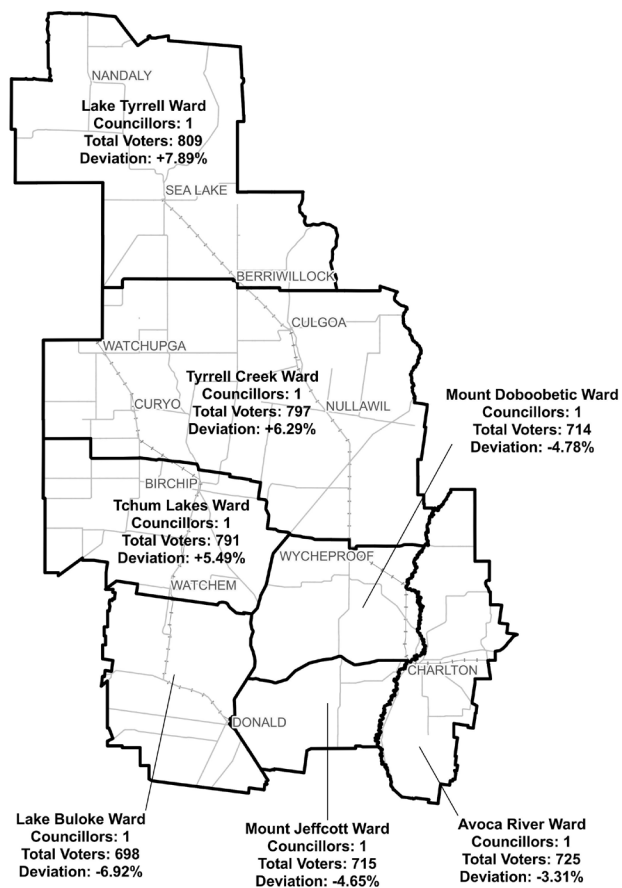 NANDALY
Lake Tyrrell Ward
Councillors: 1
Total Voters: 809
Deviation: +7.89%
SEA LAKE
BERRIWILLOCK
CULGOA
WATCHUPGA
Tyrrell Creek Ward
Councillors: 1
Total Voters: 797
Deviation: +6.29%
CURYO
NULLAWIL
Mount Doboobetic Ward
Councillors: 1
Total Voters: 714
Deviation: -4.78%
BIRCHIP
Tchum Lakes Ward
Councillors: 1
Total Voters: 791
Deviation: +5.49%
WYCHEPROOF
WATCHEM
CHARLTON
DONALD
Lake Buloke Ward
Councillors: 1
Total Voters: 698
Deviation: -6.92%
Mount Jeffcott Ward
Councillors: 1
Total Voters: 715
Deviation: -4.65%
Avoca River Ward
Councillors: 1
Total Voters: 725
Deviation: -3.31%